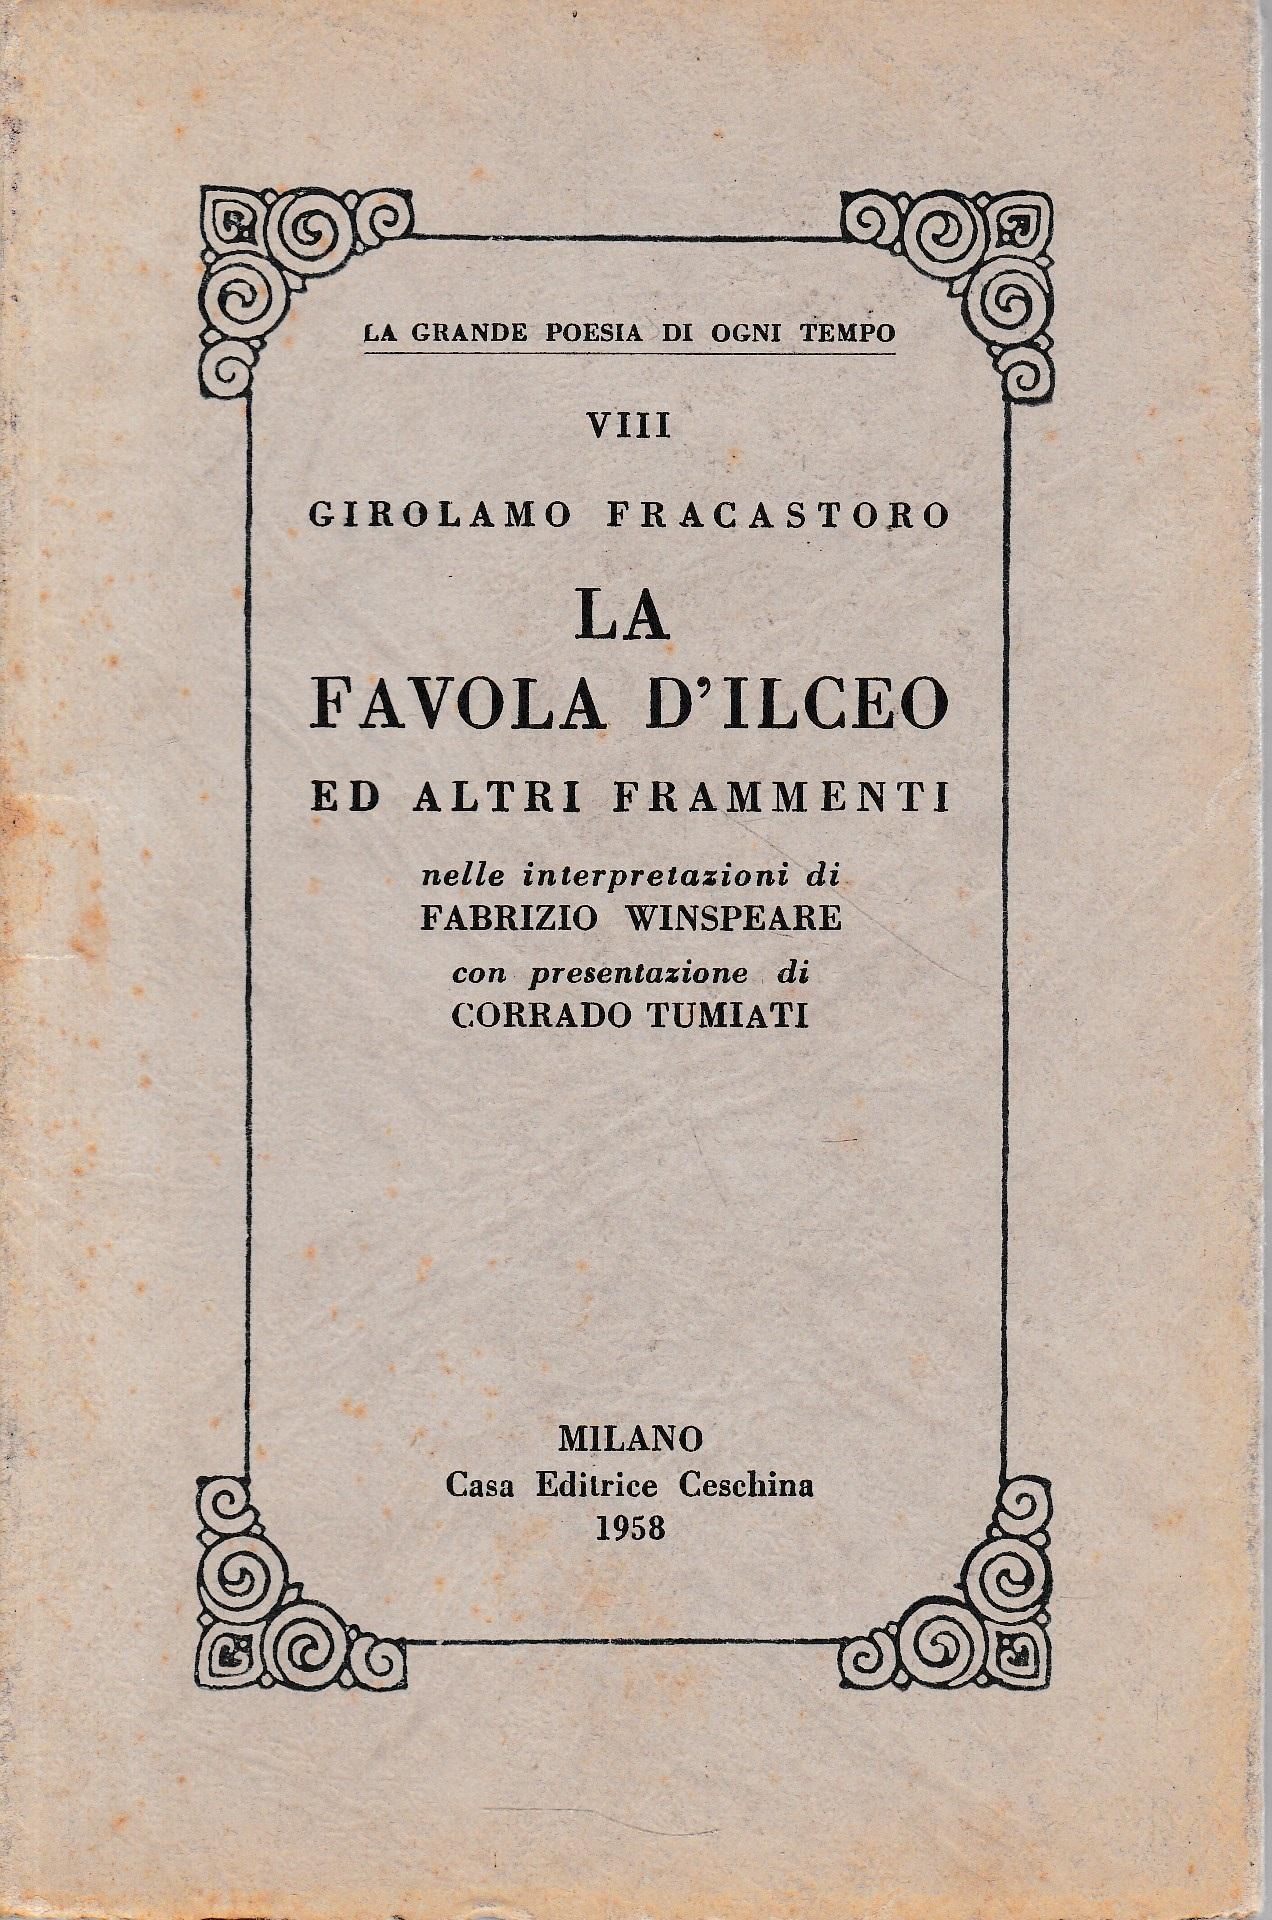 LA GRANDE POESIA DI OGNI TEMPO
VIII
GIROLAMO FRACASTORO
LA
FAVOLA D'ILCEO
ED ALTRI FRAMMENTI
nelle interpretazioni di
FABRIZIO WINSPEARE
con presentazione di
CORRADO TUMIATI
MILANO
Casa Editrice Ceschina
1958